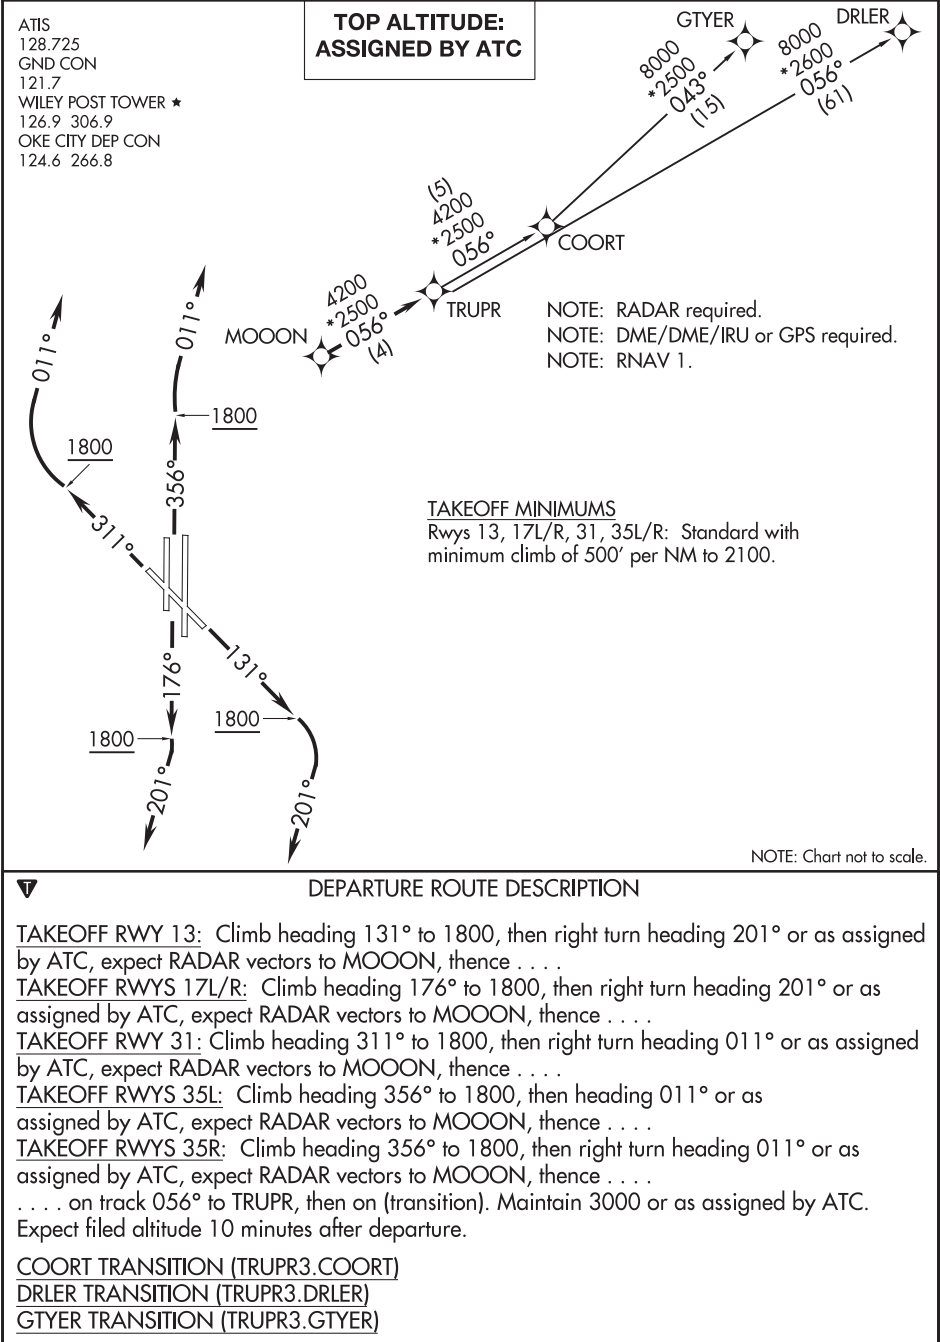 ATIS
128.725
GND CON
121.7
WILEY POST TOWER ★
126.9 306.9
OKE CITY DEP CON
124.6 266.8
TOP ALTITUDE:
ASSIGNED BY ATC
GTYER
DRLER
8000
*2500
043°
(15)
8000
*2600
056°
(61)
(5)
4200
*2500
056°
COORT
4200
*2500
056°
(4)
TRUPR
MOOON
NOTE: RADAR required.
NOTE: DME/DME/IRU or GPS required.
NOTE: RNAV 1.
011°
011°
1800
1800
356°
311°
TAKEOFF MINIMUMS
Rwys 13, 17L/R, 31, 35L/R: Standard with
minimum climb of 500' per NM to 2100.
176°
131°
1800
1800
201°
201°
NOTE: Chart not to scale.
T
DEPARTURE ROUTE DESCRIPTION
TAKEOFF RWY 13: Climb heading 131° to 1800, then right turn heading 201° or as assigned
by ATC, expect RADAR vectors to MOOON, thence . . . .
TAKEOFF RWYS 17L/R: Climb heading 176° to 1800, then right turn heading 201° or as
assigned by ATC, expect RADAR vectors to MOOON, thence . . . .
TAKEOFF RWY 31: Climb heading 311° to 1800, then right turn heading 011° or as assigned
by ATC, expect RADAR vectors to MOOON, thence . . . .
TAKEOFF RWYS 35L: Climb heading 356° to 1800, then heading 011° or as
assigned by ATC, expect RADAR vectors to MOOON, thence . . . .
TAKEOFF RWYS 35R: Climb heading 356° to 1800, then right turn heading 011° or as
assigned by ATC, expect RADAR vectors to MOOON, thence . . . .
. . . . on track 056° to TRUPR, then on (transition). Maintain 3000 or as assigned by ATC.
Expect filed altitude 10 minutes after departure.
COORT TRANSITION (TRUPR3.COORT)
DRLER TRANSITION (TRUPR3.DRLER)
GTYER TRANSITION (TRUPR3.GTYER)